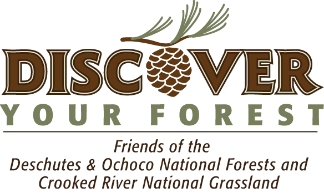 DISCOVER
YOUR FOREST
Friends of the
Deschutes & Ochoco National Forests and
Crooked River National Grassland